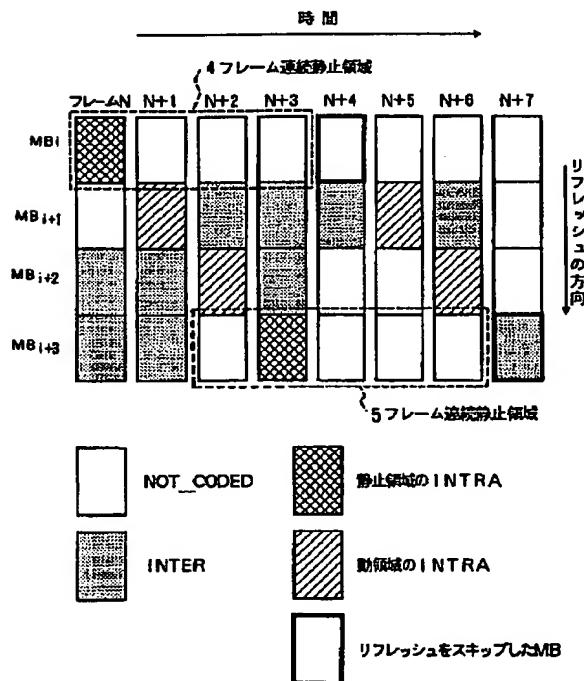 時間
4フレーム連続静止領域
フレームN N+1 N+2 N+3 N+4 N+5 N+6 N+7
MBi
MBi+1
MBi+2
MBi+3
リフレッシュの方向
5フレーム連続静止領域
NOT_CODED
静止領域のINTRA
INTER
動領域のINTRA
リフレッシュをスキップしたMB